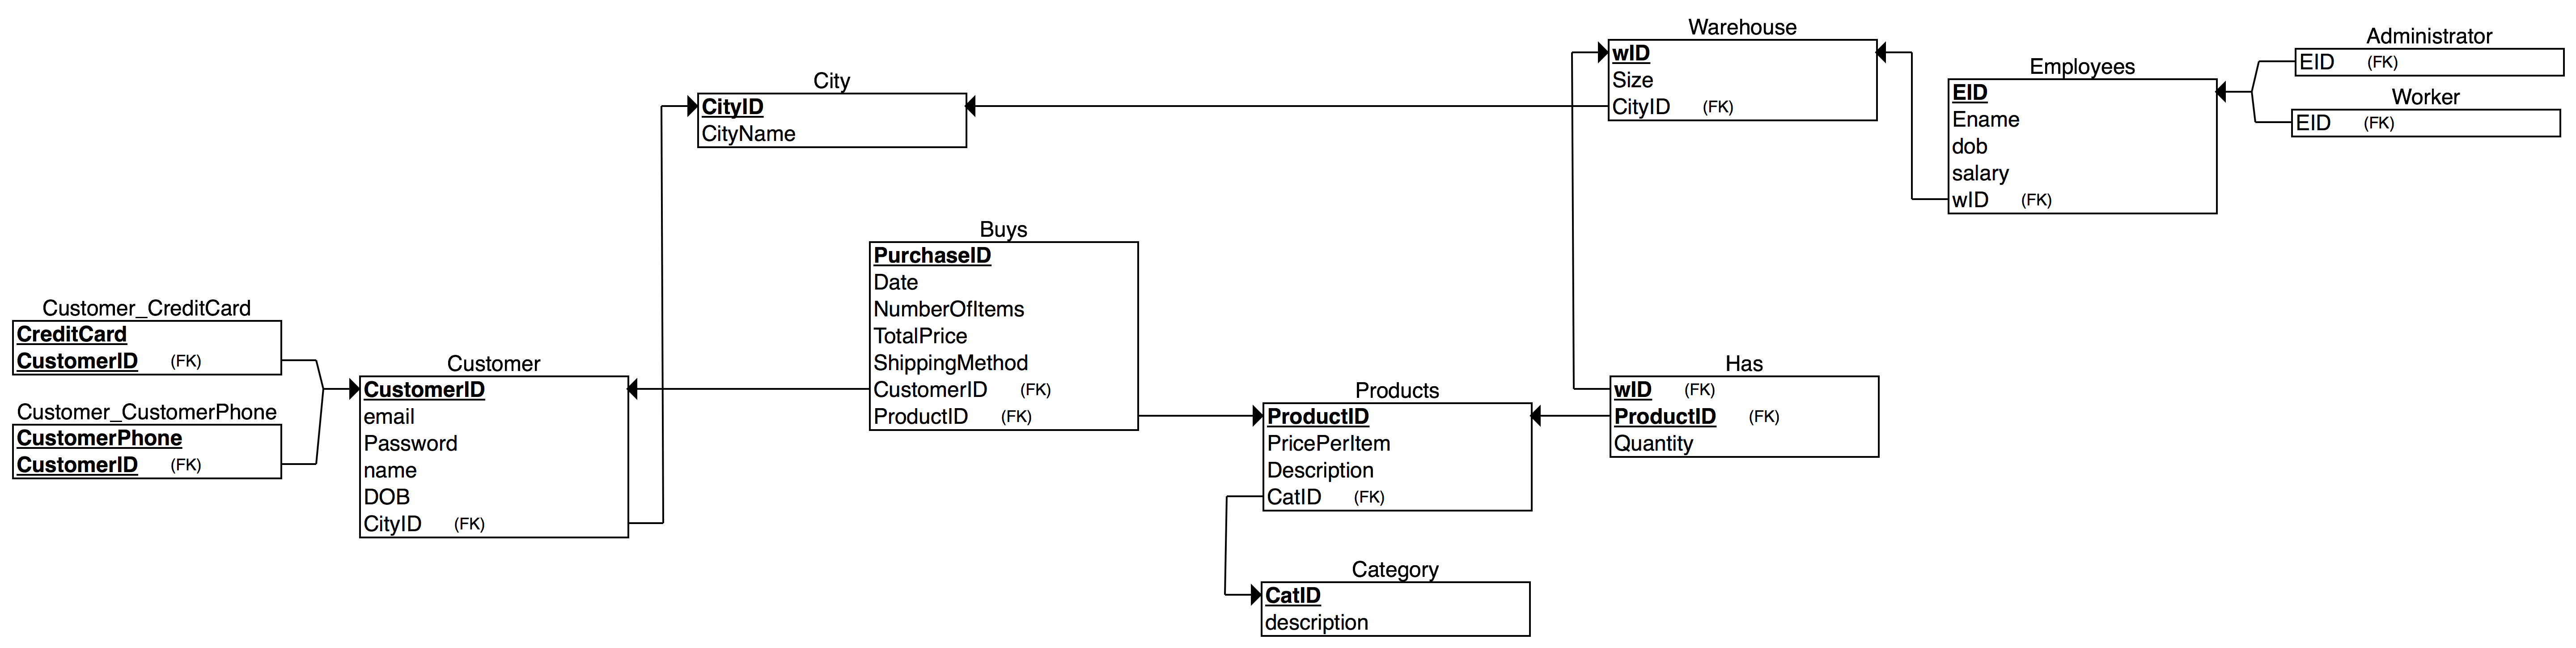 Customer_CreditCard
CreditCard
CustomerID (FK)
Customer_CustomerPhone
CustomerPhone
CustomerID (FK)
Customer
CustomerID
email
Password
name
DOB
CityID (FK)
City
CityID
CityName
Buys
PurchaseID
Date
NumberOfItems
TotalPrice
ShippingMethod
CustomerID (FK)
ProductID (FK)
Products
ProductID
PricePerItem
Description
CatID (FK)
Category
CatID
description
Warehouse
wID
Size
CityID (FK)
Has
wID (FK)
ProductID (FK)
Quantity
Employees
EID
Ename
dob
salary
wID (FK)
Administrator
EID (FK)
Worker
EID (FK)